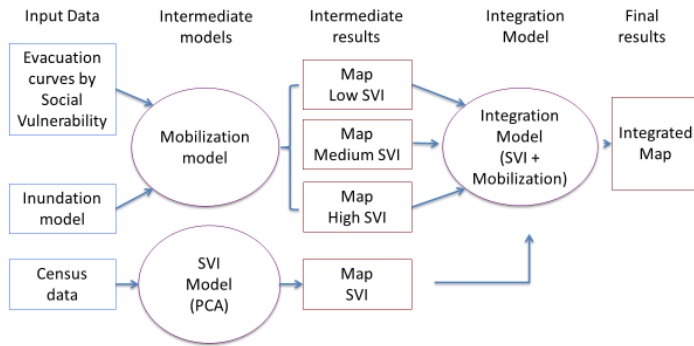 Input Data
Intermediate
models
Intermediate
results
Integration
Model
Final
results
Evacuation
curves by
Social
Vulnerability
Inundation
model
Census
data
Mobilization
model
SVI
Model
(PCA)
Map
Low SVI
Map
Medium SVI
Map
High SVI
Map
SVI
Integration
Model
(SVI +
Mobilization)
Integrated
Map